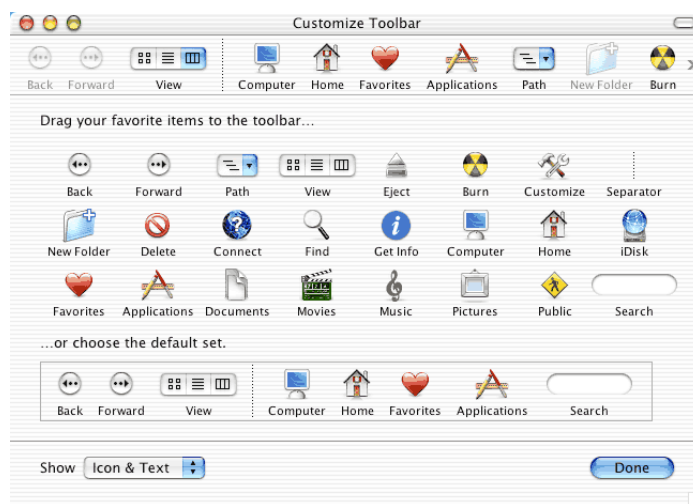 Customize Toolbar
Back Forward View Computer Home Favorites Applications Path New Folder Burn
Drag your favorite items to the toolbar...
Back Forward Path View Eject Burn Customize Separator
New Folder Delete Connect Find Get Info Computer Home iDisk
Favorites Applications Documents Movies Music Pictures Public Search
...or choose the default set.
Back Forward View Computer Home Favorites Applications Search
Show Icon & Text Done